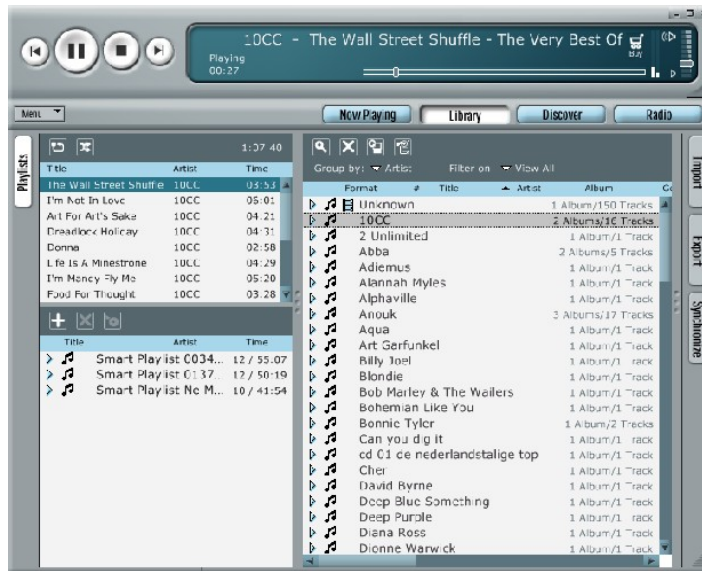 10CC - The Wall Street Shuffle - The Very Best Of
Buy
Playing
00:27
Menu
Now Playing
Library
Discover
Radio
Playlists
1:07:40
Title Artist Time
The Wall Street Shuffle 10CC 03:53
I'm Not In Love 10CC 06:01
Art For Art's Sake 10CC 04:21
Dreadlock Holiday 10CC 04:31
Donna 10CC 02:58
Life Is A Minestrone 10CC 04:29
I'm Mandy Fly Me 10CC 05:20
Food For Thought 10CC 03:28
Title Artist Time
Smart Playlist 0034... 12 / 55:07
Smart Playlist 0137... 12 / 50:19
Smart Playlist Ne M... 10 / 41:54
Group by: Artist Filter on View All
Format # Title Artist Album
Unknown 1 Album/150 Tracks
10CC 2 Albums/16 Tracks
2 Unlimited 1 Album/1 Track
Abba 2 Albums/5 Tracks
Adiemus 1 Album/1 Track
Alannah Myles 1 Album/1 Track
Alphaville 1 Album/1 Track
Anouk 3 Albums/17 Tracks
Aqua 1 Album/1 Track
Art Garfunkel 1 Album/1 Track
Billy Joel 1 Album/1 Track
Blondie 1 Album/1 Track
Bob Marley & The Wailers 1 Album/1 Track
Bohemian Like You 1 Album/1 Track
Bonnie Tyler 1 Album/2 Tracks
Can you dig it 1 Album/1 Track
cd 01 de nederlandstalige top 1 Album/1 Track
Cher 1 Album/1 Track
David Byrne 1 Album/1 Track
Deep Blue Something 1 Album/1 Track
Deep Purple 1 Album/1 Track
Diana Ross 1 Album/1 Track
Dionne Warwick 1 Album/1 Track
Import
Export
Synchronize